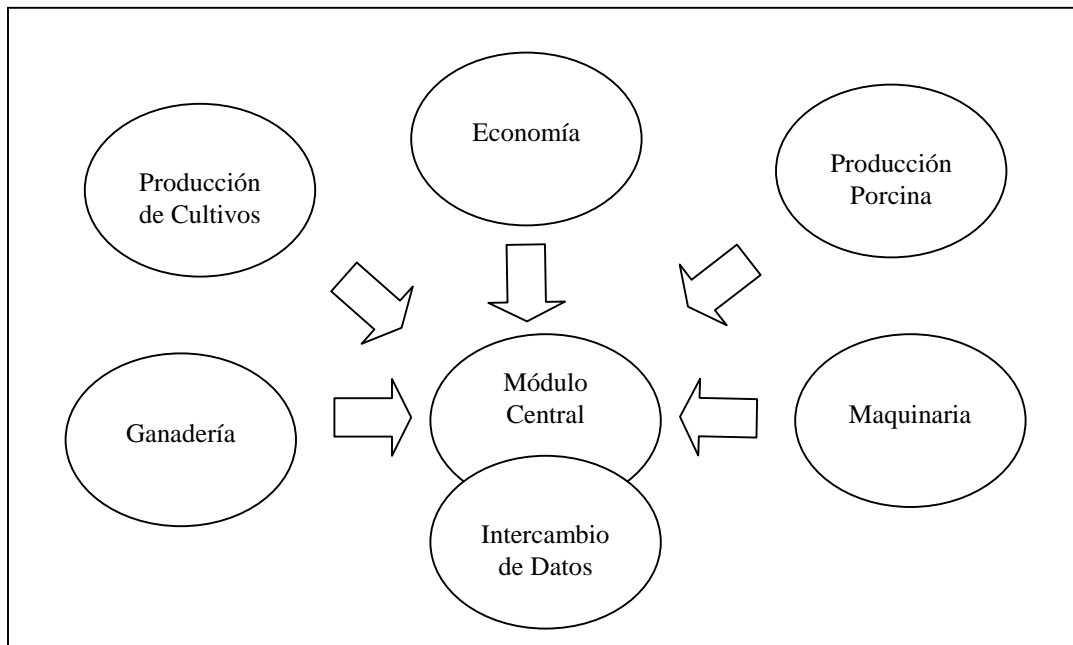 Economía
Producción
de Cultivos
Producción
Porcina
Módulo
Central
Ganadería
Maquinaria
Intercambio
de Datos